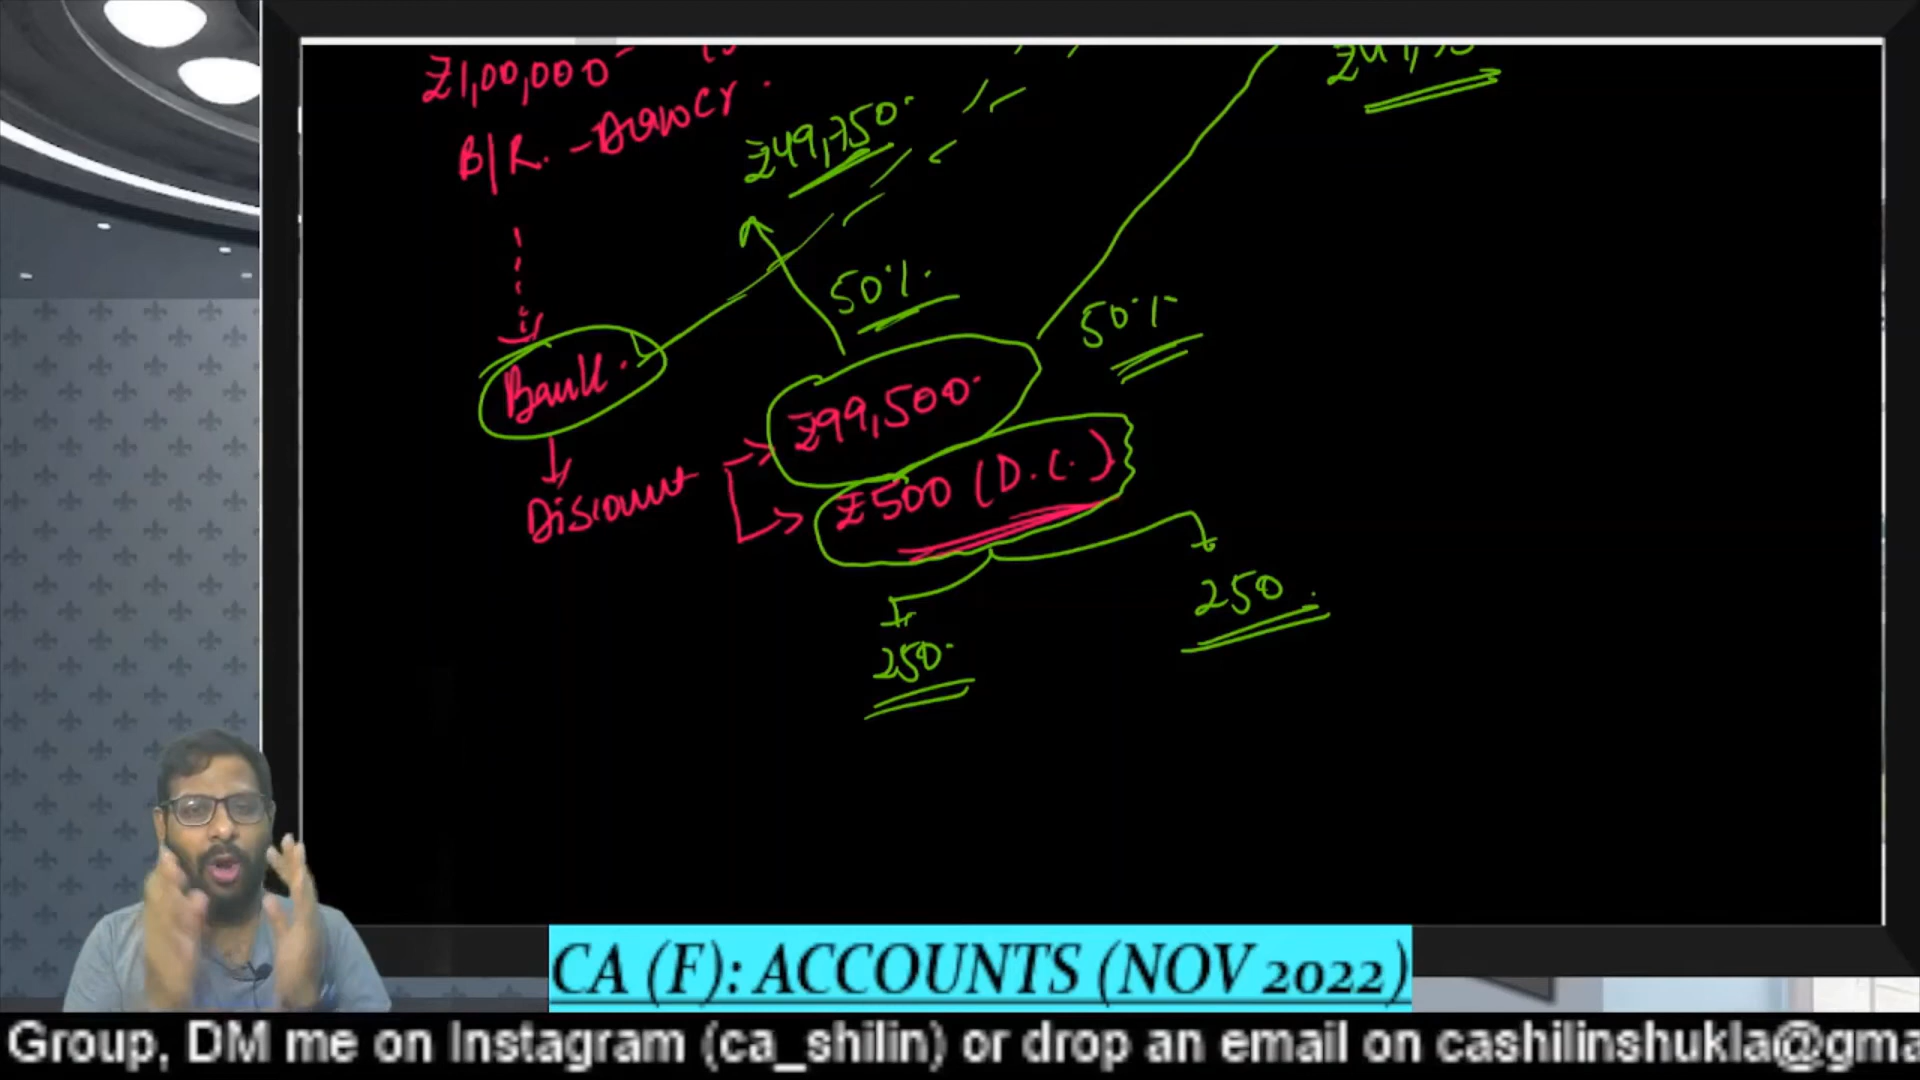 ₹1,00,000
B/R. - Drawer.
₹49,750.
50%.
50%
Bank.
₹99,500.
Discount
₹500 (D.C.)
250.
250.
CA (F): ACCOUNTS (NOV 2022)
Group, DM me on Instagram (ca_shilin) or drop an email on cashilinshukla@gma